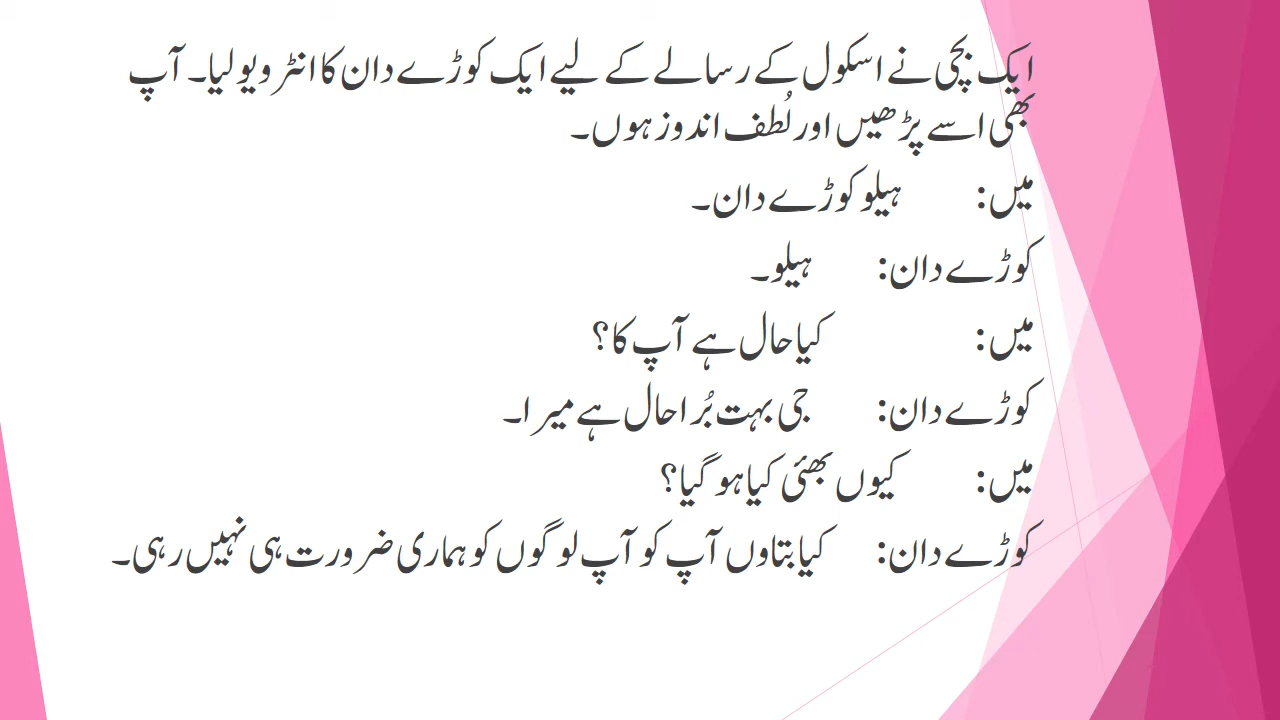 ایک بچی نے اسکول کے رسالے کے لیے ایک کوڑے دان کا انٹرویو لیا۔ آپ
بھی اسے پڑھیں اور لُطف اندوز ہوں۔
میں: ہیلو کوڑے دان۔
کوڑے دان: ہیلو۔
میں: کیا حال ہے آپ کا؟
کوڑے دان: جی بہت بُرا حال ہے میرا۔
میں: کیوں بھئی کیا ہو گیا؟
کوڑے دان: کیا بتاوں آپ کو آپ لوگوں کو ہماری ضرورت ہی نہیں رہی۔